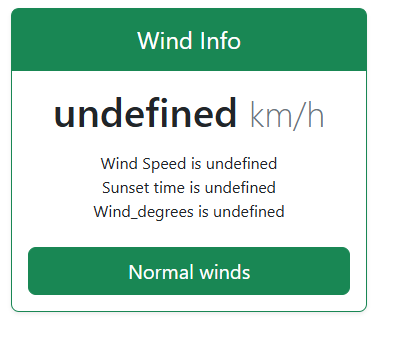 Wind Info
undefined km/h
Wind Speed is undefined
Sunset time is undefined
Wind_degrees is undefined
Normal winds